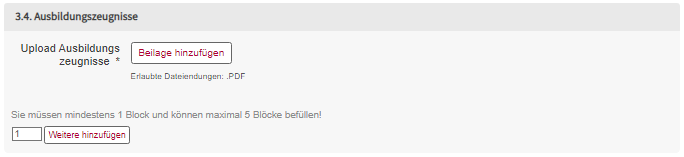 3.4. Ausbildungszeugnisse
Upload Ausbildungs
zeugnisse * Beilage hinzufügen
Erlaubte Dateiendungen: .PDF
Sie müssen mindestens 1 Block und können maximal 5 Blöcke befüllen!
1 Weitere hinzufügen